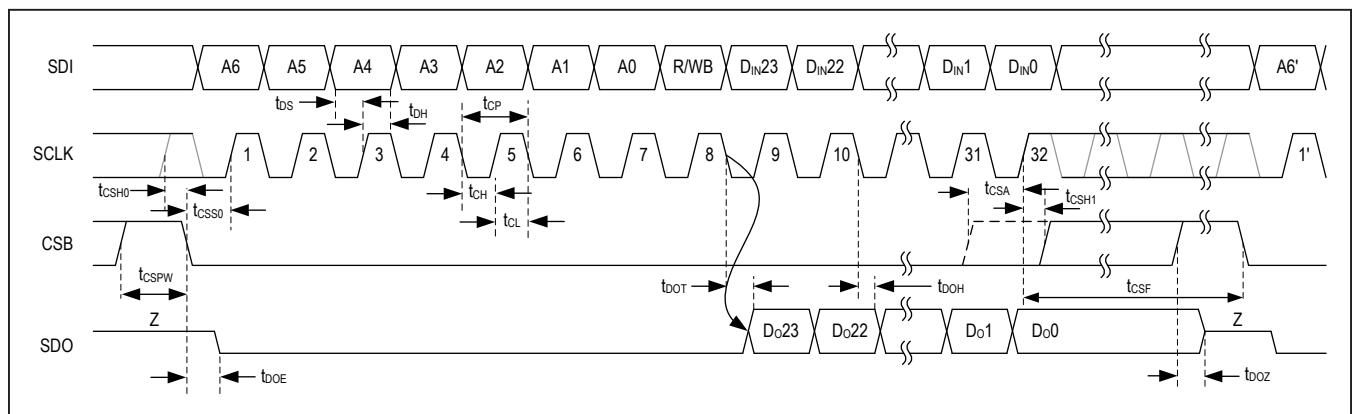 SDI A6 A5 A4 A3 A2 A1 A0 R/WB DIN23 DIN22 DIN1 DIN0 A6'
tDS tDH tCP
SCLK 1 2 3 4 5 6 7 8 9 10 31 32 1'
tCSH0 tCSS0 tCH tCL tCSA tCSH1
CSB
tCSPW tDOT tDOH tCSF
Z Z
SDO DO23 DO22 DO1 DO0
tDOE tDOZ